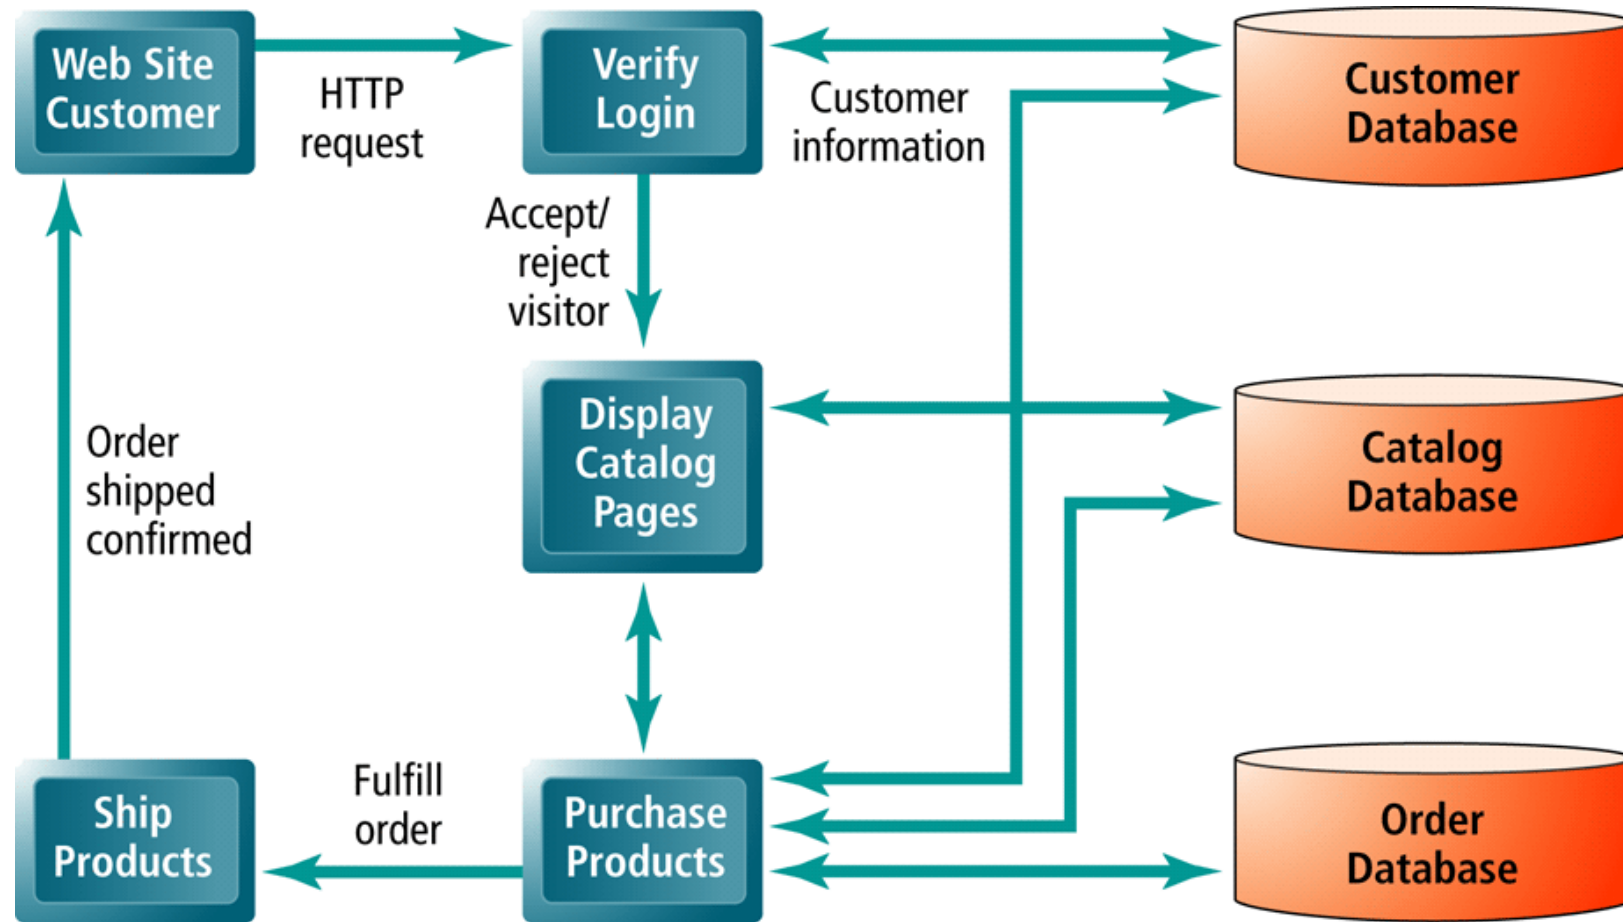 Web Site
Customer
HTTP
request
Verify
Login
Customer
information
Customer
Database
Accept/
reject
visitor
Display
Catalog
Pages
Catalog
Database
Order
shipped
confirmed
Ship
Products
Fulfill
order
Purchase
Products
Order
Database